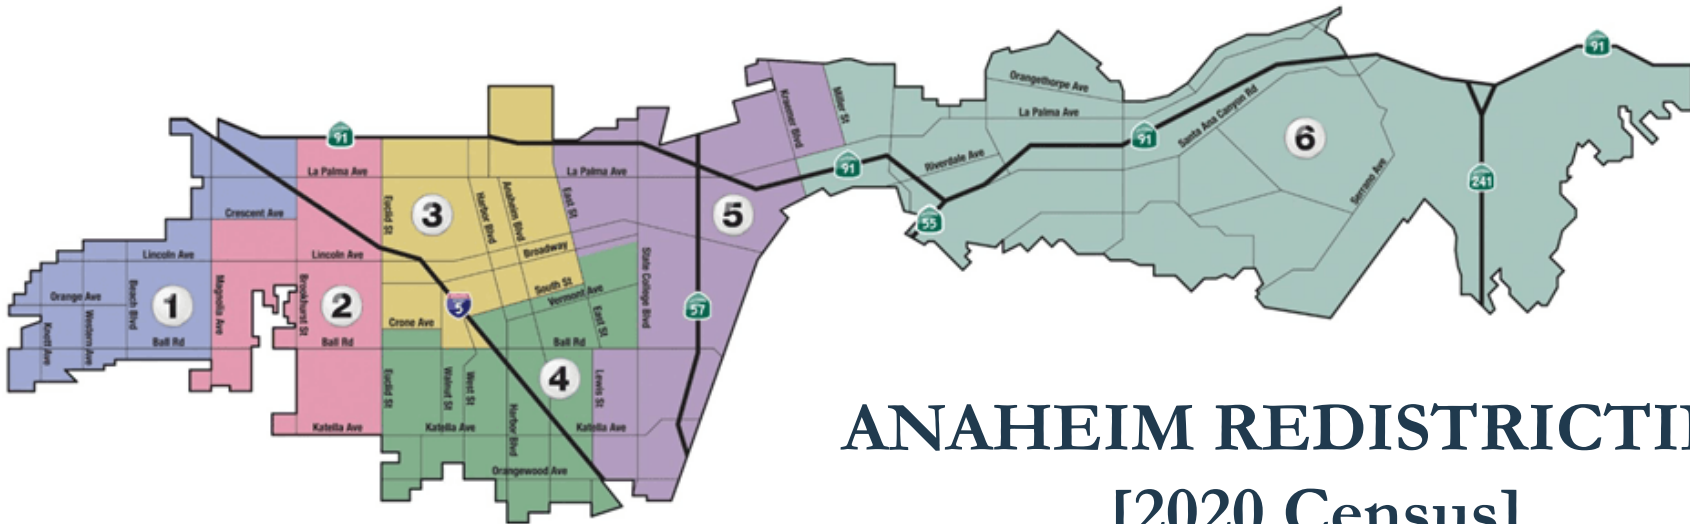 91
91
Orangethorpe Ave
La Palma Ave
Kraemer Blvd
Miller St
91
Santa Ana Canyon Rd
6
91
La Palma Ave
La Palma Ave
Riverdale Ave
Serrano Ave
241
Euclid St
3
Harbor Blvd
Anaheim Blvd
East St
5
55
Crescent Ave
Lincoln Ave
Lincoln Ave
Broadway
State College Blvd
Orange Ave
Beach Blvd
1
Magnolia Ave
Brookhurst St
2
5
South St
Vermont Ave
57
Knott Ave
Western Ave
Crone Ave
East St
Ball Rd
Ball Rd
Ball Rd
Euclid St
Walnut St
West St
4
Lewis St
Harbor Blvd
Katella Ave
Katella Ave
Katella Ave
Orangewood Ave
ANAHEIM REDISTRICTI
[2020 Census]